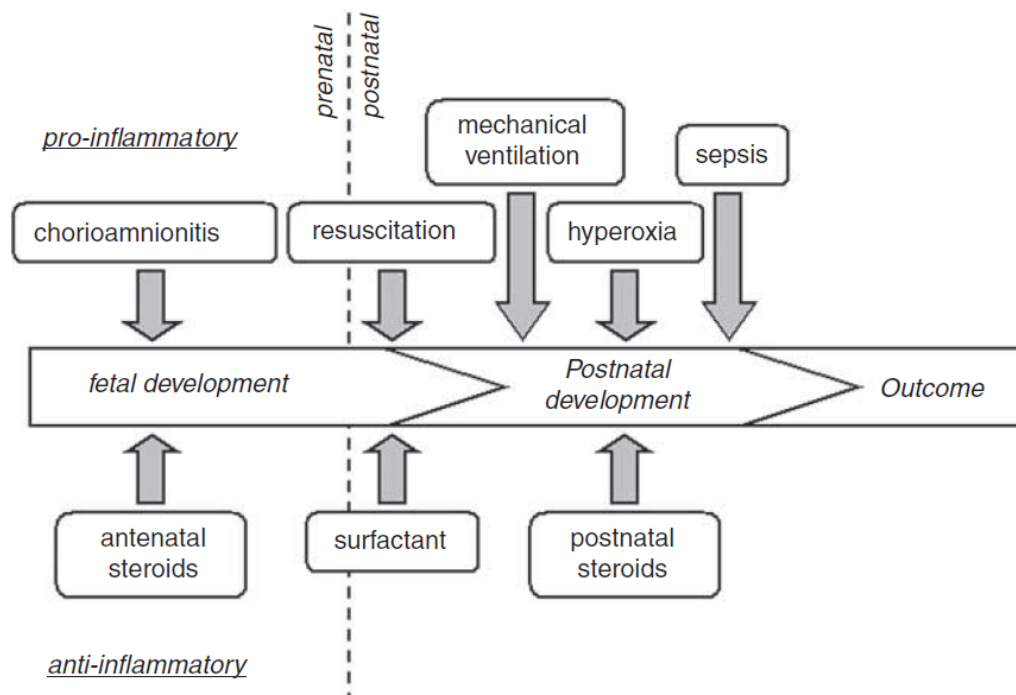 prenatal
postnatal
pro-inflammatory
mechanical
ventilation
sepsis
chorioamnionitis
resuscitation
hyperoxia
fetal development
Postnatal
development
Outcome
antenatal
steroids
surfactant
postnatal
steroids
anti-inflammatory